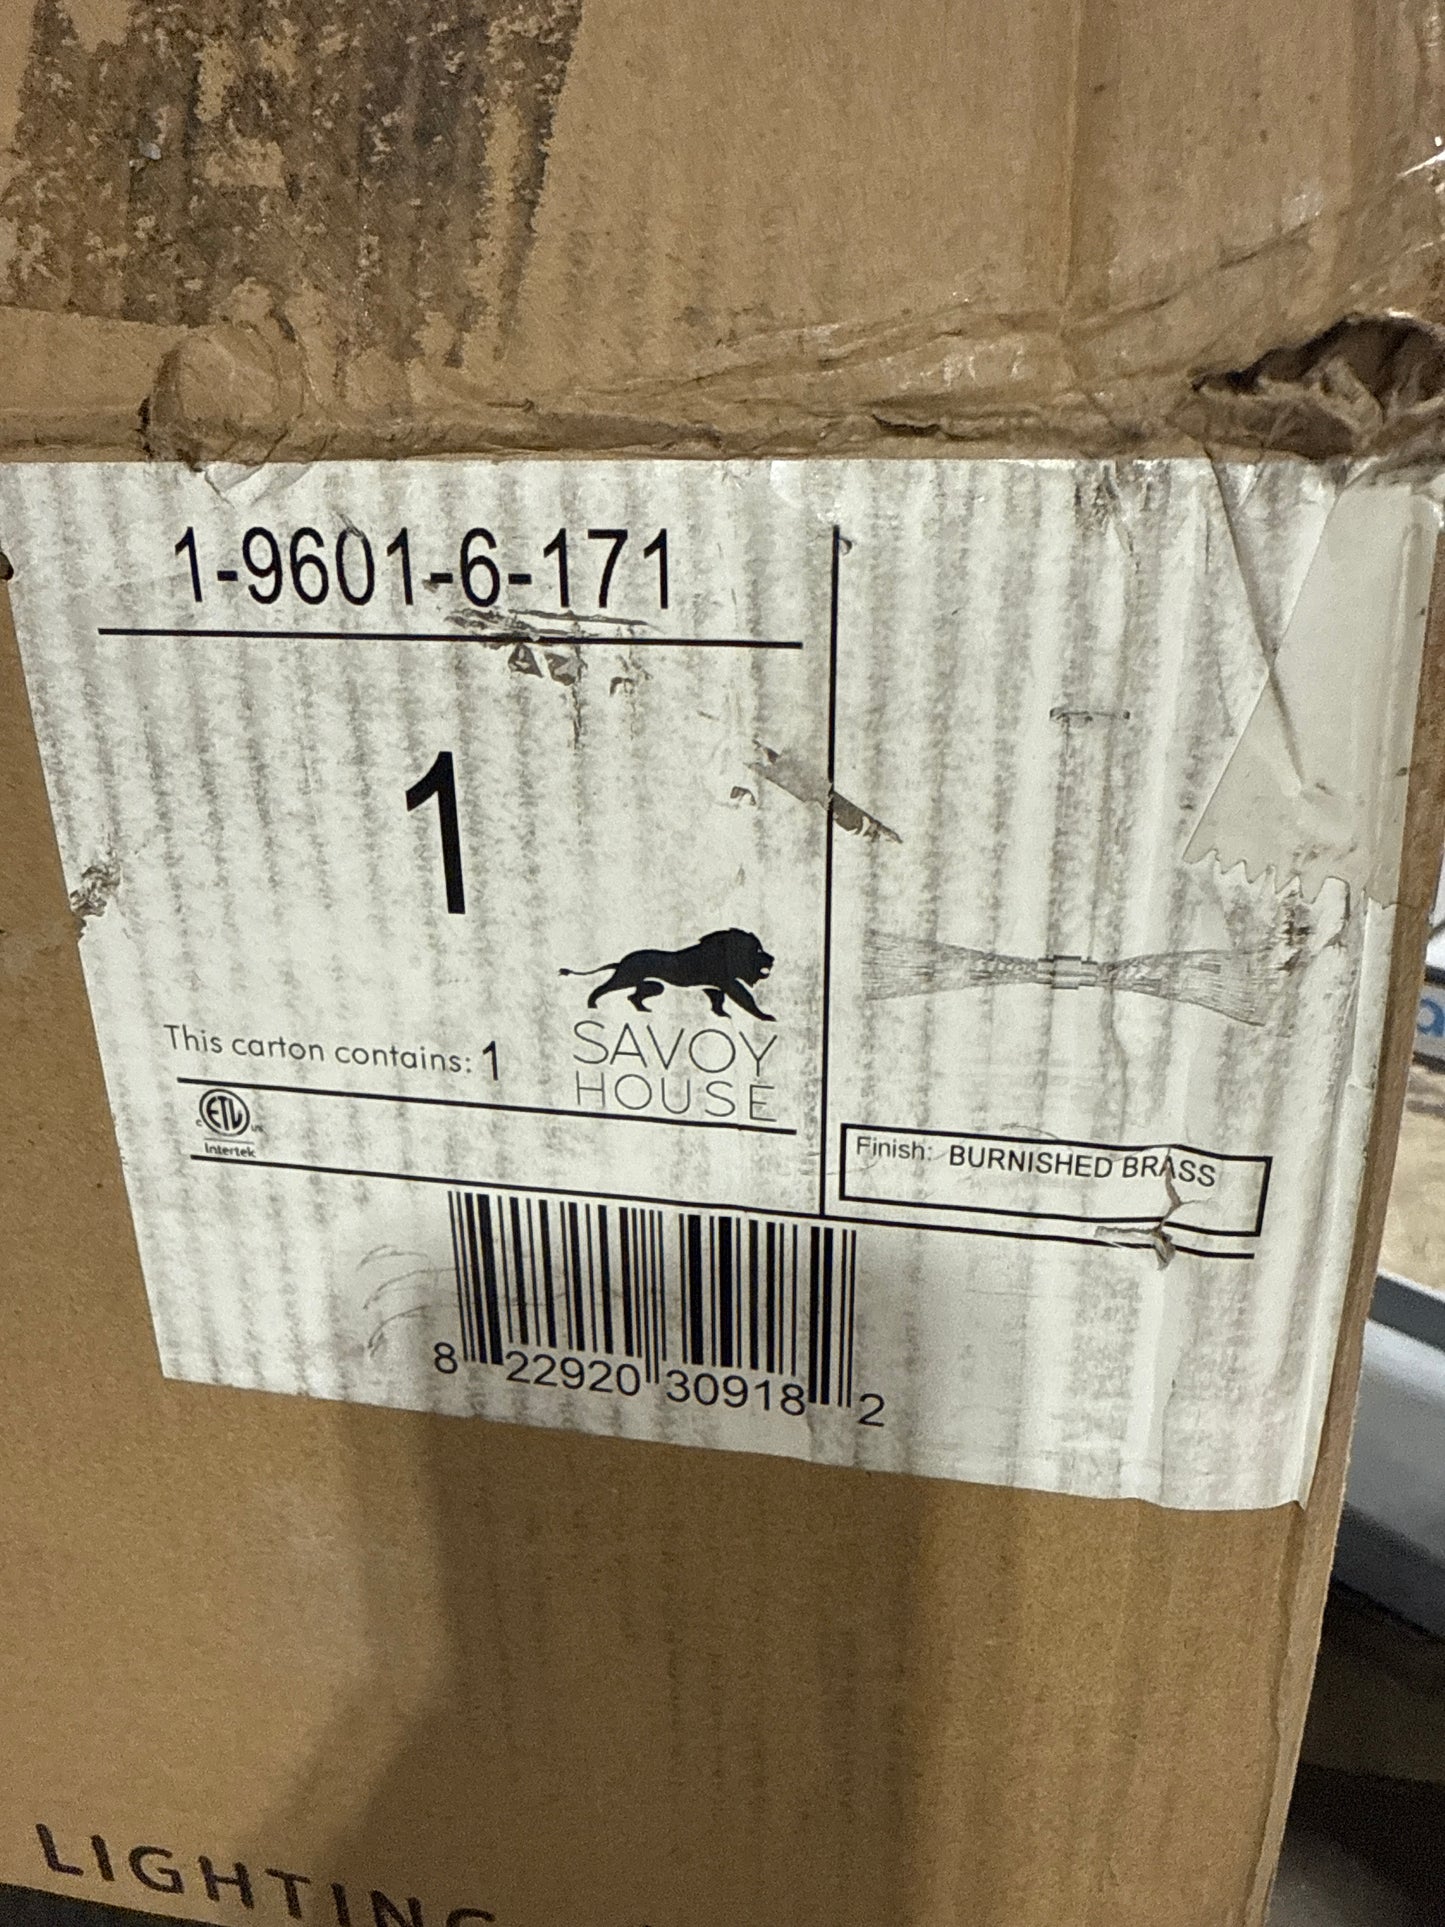 1-9601-6-171
1
This carton contains: 1
SAVOY
HOUSE
ETL
Intertek
Finish: BURNISHED BRASS
8 22920 30918 2
LIGHTING